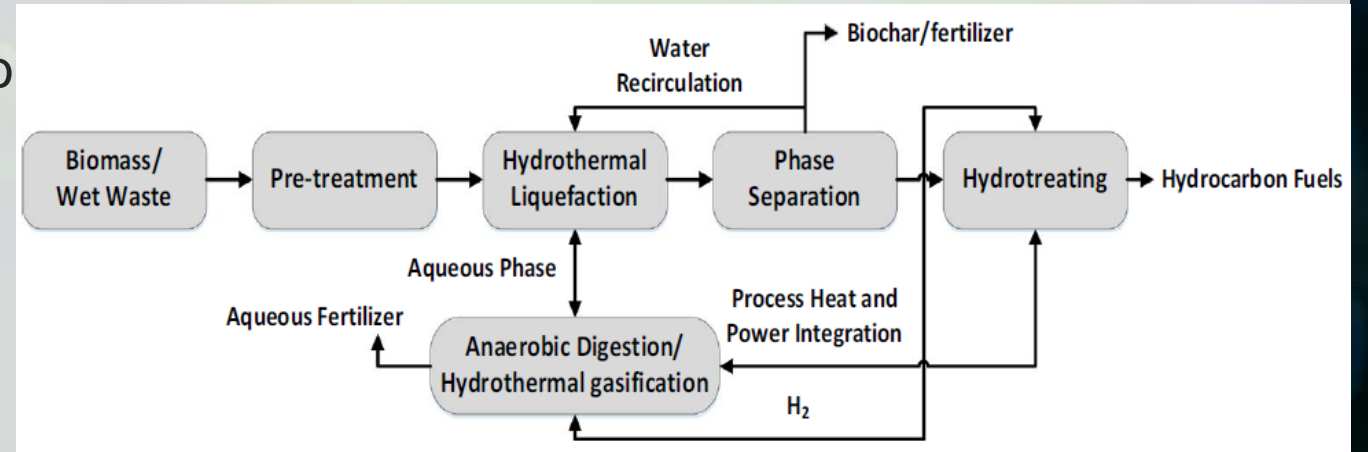 Water
Recirculation
Biochar/fertilizer
Biomass/
Wet Waste
Pre-treatment
Hydrothermal
Liquefaction
Phase
Separation
Hydrotreating
Hydrocarbon Fuels
Aqueous Phase
Aqueous Fertilizer
Process Heat and
Power Integration
Anaerobic Digestion/
Hydrothermal gasification
H₂